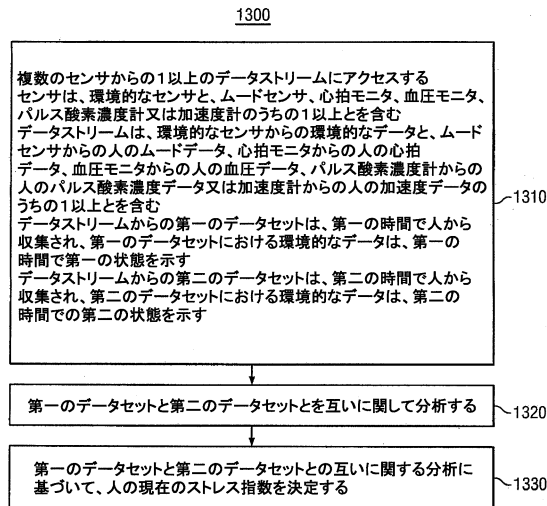 1300
複数のセンサからの1以上のデータストリームにアクセスする
センサは、環境的なセンサと、ムードセンサ、心拍モニタ、血圧モニタ、
パルス酸素濃度計又は加速度計のうちの1以上とを含む
データストリームは、環境的なセンサからの環境的なデータと、ムード
センサからの人のムードデータ、心拍モニタからの人の心拍
データ、血圧モニタからの人の血圧データ、パルス酸素濃度計からの
人のパルス酸素濃度データ又は加速度計からの人の加速度データの
うちの1以上とを含む
データストリームからの第一のデータセットは、第一の時間で人から
収集され、第一のデータセットにおける環境的なデータは、第一の
時間で第一の状態を示す
データストリームからの第二のデータセットは、第二の時間で人から
収集され、第二のデータセットにおける環境的なデータは、第二の
時間での第二の状態を示す
1310
第一のデータセットと第二のデータセットとを互いに関して分析する
1320
第一のデータセットと第二のデータセットとの互いに関する分析に
基づいて、人の現在のストレス指数を決定する
1330